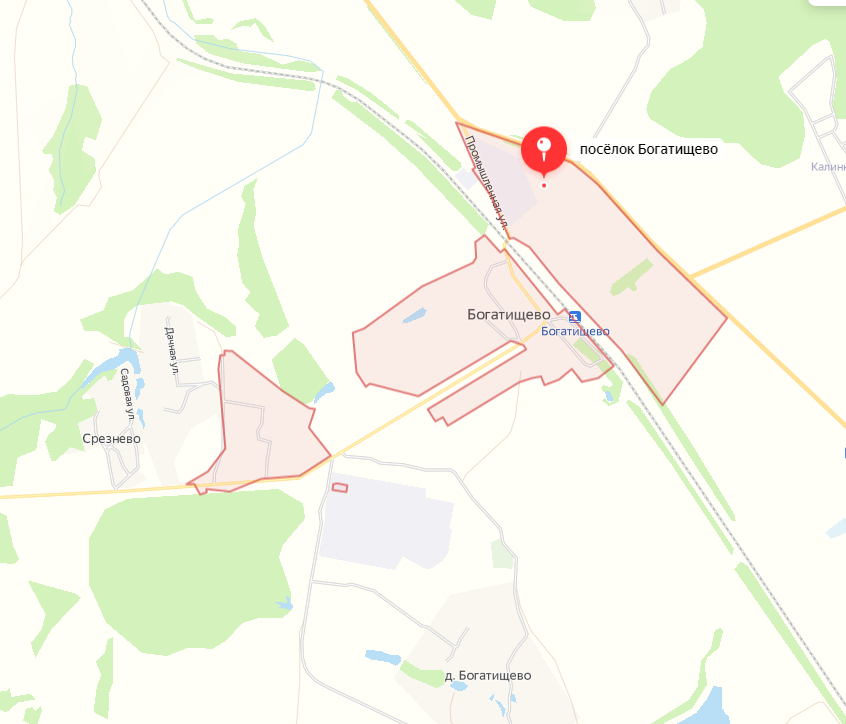 посёлок Богатищево
Промышленная ул.
Калин
Богатищево
Богатищево
Дачная ул.
Садовая ул.
Срезнево
д. Богатищево